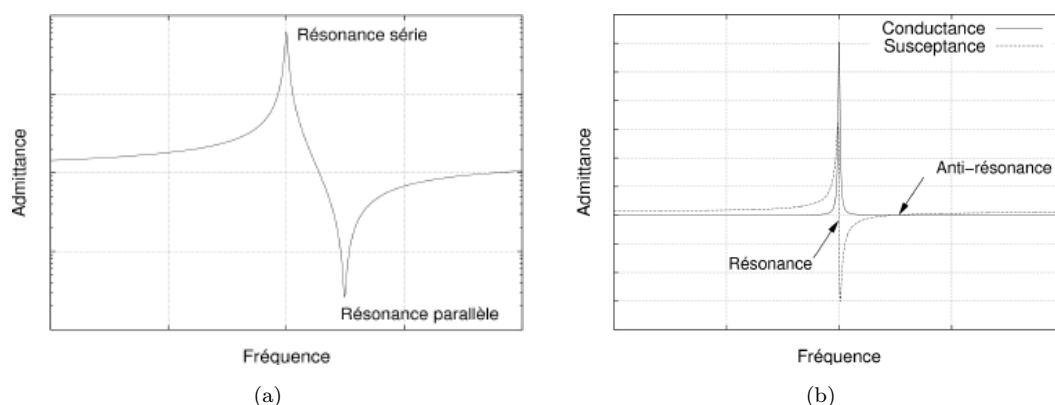 Admittance
Résonance série
Résonance parallèle
Fréquence
(a)
Admittance
Conductance
Susceptance
Anti−résonance
Résonance
Fréquence
(b)